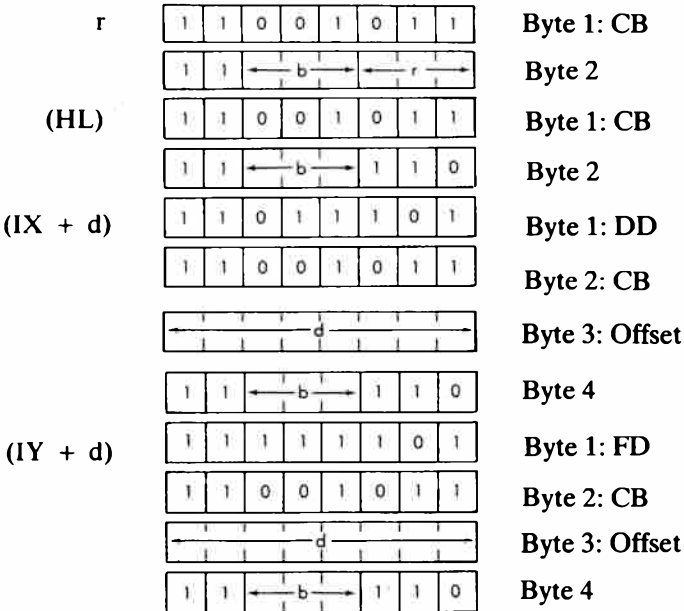 r 1 1 0 0 1 0 1 1 Byte 1: CB
1 1 b r Byte 2
(HL) 1 1 0 0 1 0 1 1 Byte 1: CB
1 1 b 1 1 0 Byte 2
(IX + d) 1 1 0 1 1 1 0 1 Byte 1: DD
1 1 0 0 1 0 1 1 Byte 2: CB
d Byte 3: Offset
1 1 b 1 1 0 Byte 4
(IY + d) 1 1 1 1 1 1 0 1 Byte 1: FD
1 1 0 0 1 0 1 1 Byte 2: CB
d Byte 3: Offset
1 1 b 1 1 0 Byte 4